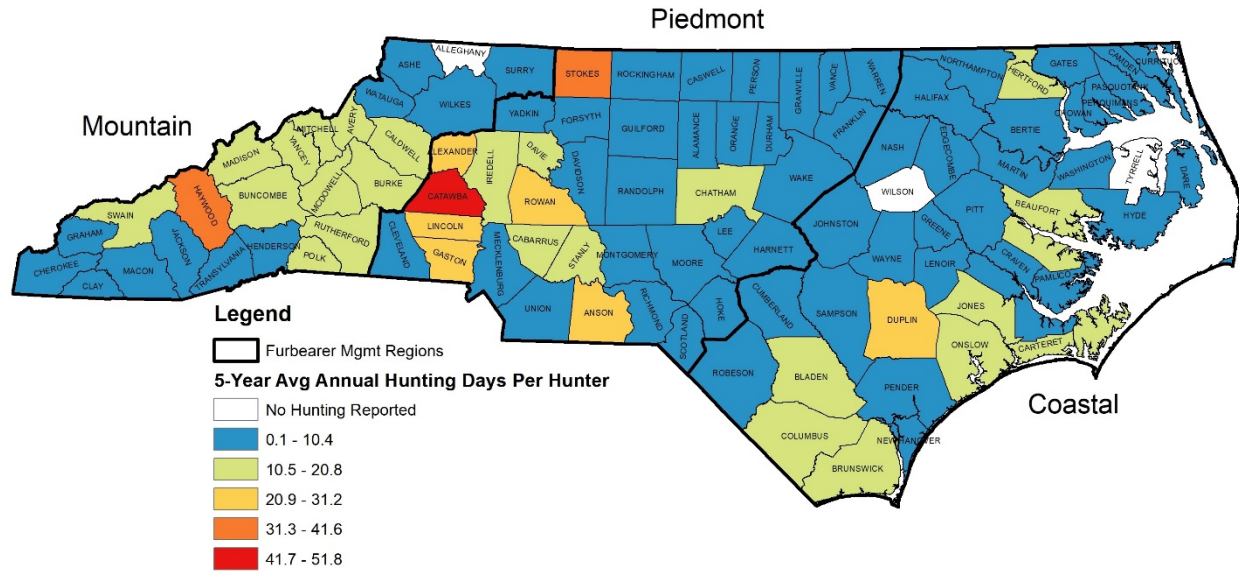 Piedmont
Mountain
Coastal
ALLEGHANY
ASHE
SURRY
STOKES
ROCKINGHAM
CASWELL
PERSON
GRANVILLE
VANCE
WARREN
NORTHAMPTON
HERTFORD
GATES
CAMDEN
CURRITUCK
PASQUOTANK
PERQUIMANS
CHOWAN
WATAUGA
WILKES
YADKIN
FORSYTH
GUILFORD
ALAMANCE
ORANGE
DURHAM
FRANKLIN
HALIFAX
BERTIE
MITCHELL
AVERY
YANCEY
MADISON
CALDWELL
LEXANDER
IREDELL
DAVIE
DAVIDSON
RANDOLPH
CHATHAM
WAKE
NASH
EDGECOMBE
MARTIN
WASHINGTON
TYRRELL
DARE
HAYWOOD
BUNCOMBE
MCDOWELL
BURKE
CATAWBA
ROWAN
WILSON
PITT
BEAUFORT
HYDE
SWAIN
GRAHAM
JACKSON
HENDERSON
RUTHERFORD
POLK
CLEVELAND
LINCOLN
GASTON
MECKLENBURG
CABARRUS
STANLY
MONTGOMERY
MOORE
LEE
HARNETT
JOHNSTON
GREENE
WAYNE
LENOIR
CRAVEN
PAMLICO
CHEROKEE
CLAY
MACON
TRANSYLVANIA
UNION
ANSON
RICHMOND
SCOTLAND
HOKE
CUMBERLAND
SAMPSON
DUPLIN
JONES
ONSLOW
CARTERET
ROBESON
BLADEN
PENDER
COLUMBUS
NEW HANOVER
BRUNSWICK
Legend
Furbearer Mgmt Regions
5-Year Avg Annual Hunting Days Per Hunter
No Hunting Reported
0.1 - 10.4
10.5 - 20.8
20.9 - 31.2
31.3 - 41.6
41.7 - 51.8